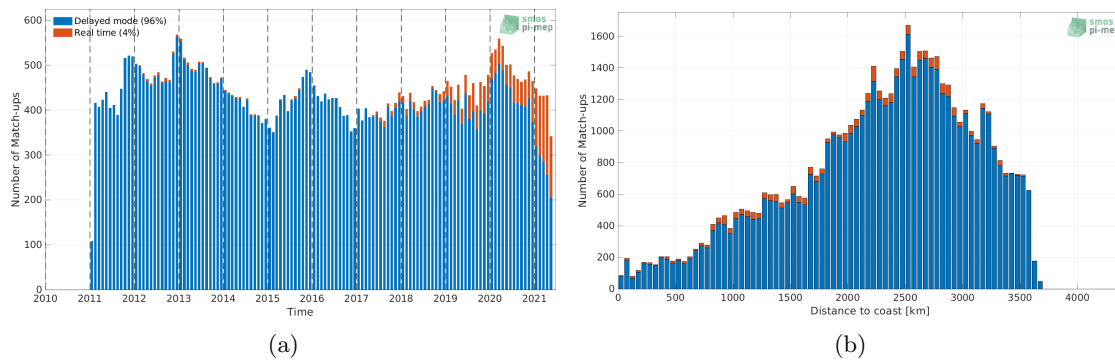 Delayed mode (96%)
Real time (4%)
smos
pi-mep
Number of Match-ups
600
500
400
300
200
100
0
2010 2011 2012 2013 2014 2015 2016 2017 2018 2019 2020 2021
Time
(a)
smos
pi-mep
Number of Match-ups
1600
1400
1200
1000
800
600
400
200
0
0 500 1000 1500 2000 2500 3000 3500 4000
Distance to coast [km]
(b)